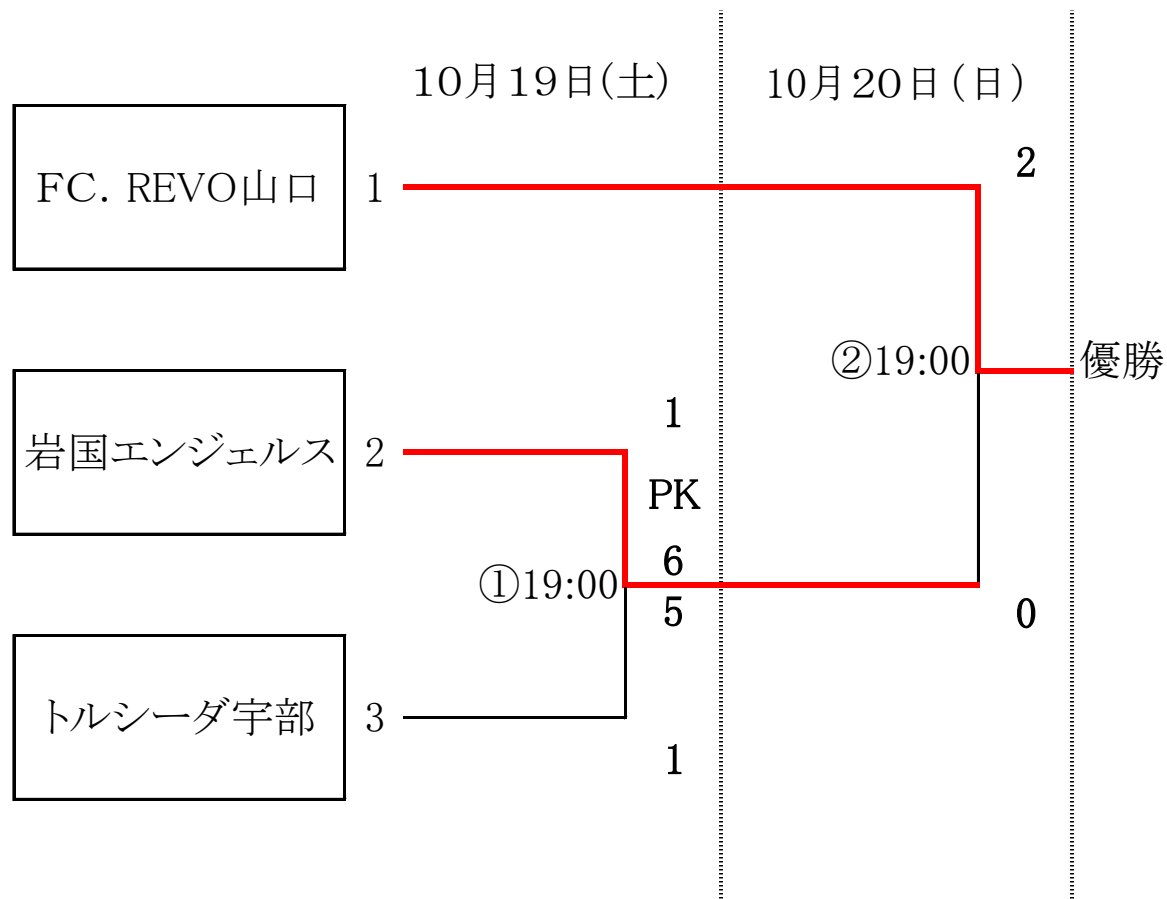 10月19日(土)
10月20日(日)
2
FC. REVO山口
1
②19:00
優勝
1
岩国エンジェルス
2
PK
6
①19:00
5
0
トルシーダ宇部
3
1